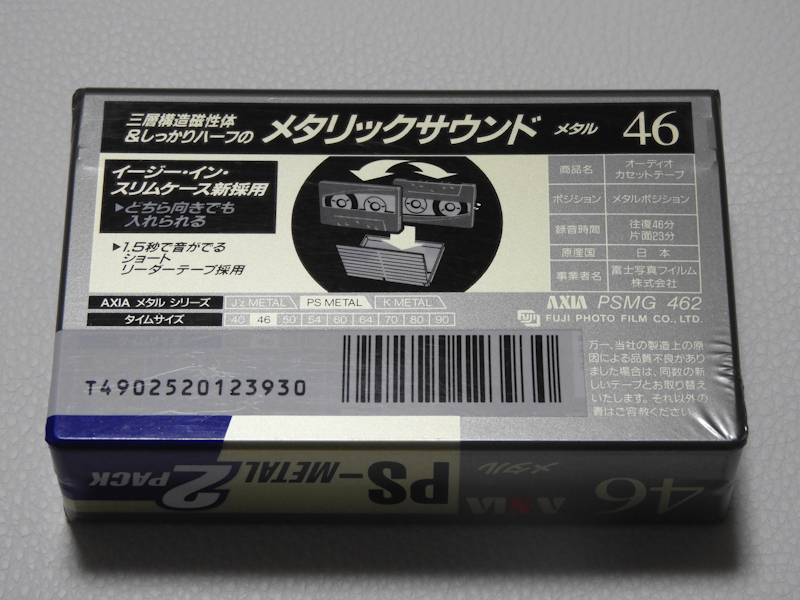 三層構造磁性体
&しっかりハーフの
メタリックサウンド メタル 46
イージー・イン・
スリムケース新採用
▶どちら向きでも
入れられる
▶1.5秒で音がでる
ショート
リーダーテープ採用
商品名 オーディオ
カセットテープ
ポジション メタルポジション
録音時間 往復46分
片面23分
原産国 日本
事業者名 富士写真フイルム
株式会社
AXIA メタル シリーズ J'z METAL PS METAL K METAL
タイムサイズ 40 46 50 54 60 64 70 80 90
AXIA PSMG 462
FUJI FUJI PHOTO FILM CO., LTD.
万一、当社の製造上の原
因による品質不良があり
ました場合は、同数の新
しいテープとお取り替え
いたします。それ以外の
責はご容赦ください。
T4902520123930
46 AXIA メタル PS-METAL 2 PACK